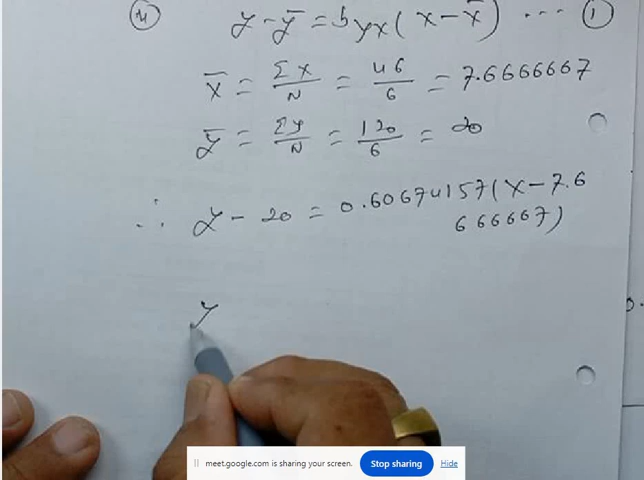 y - ȳ = byx ( x - x̄ ) ... ①
x̄ = Σx/N = 46/6 = 7.6666667
ȳ = Σy/N = 120/6 = 20
∴ y - 20 = 0.60674157 ( x - 7.6
666667)
y
meet.google.com is sharing your screen. Stop sharing Hide